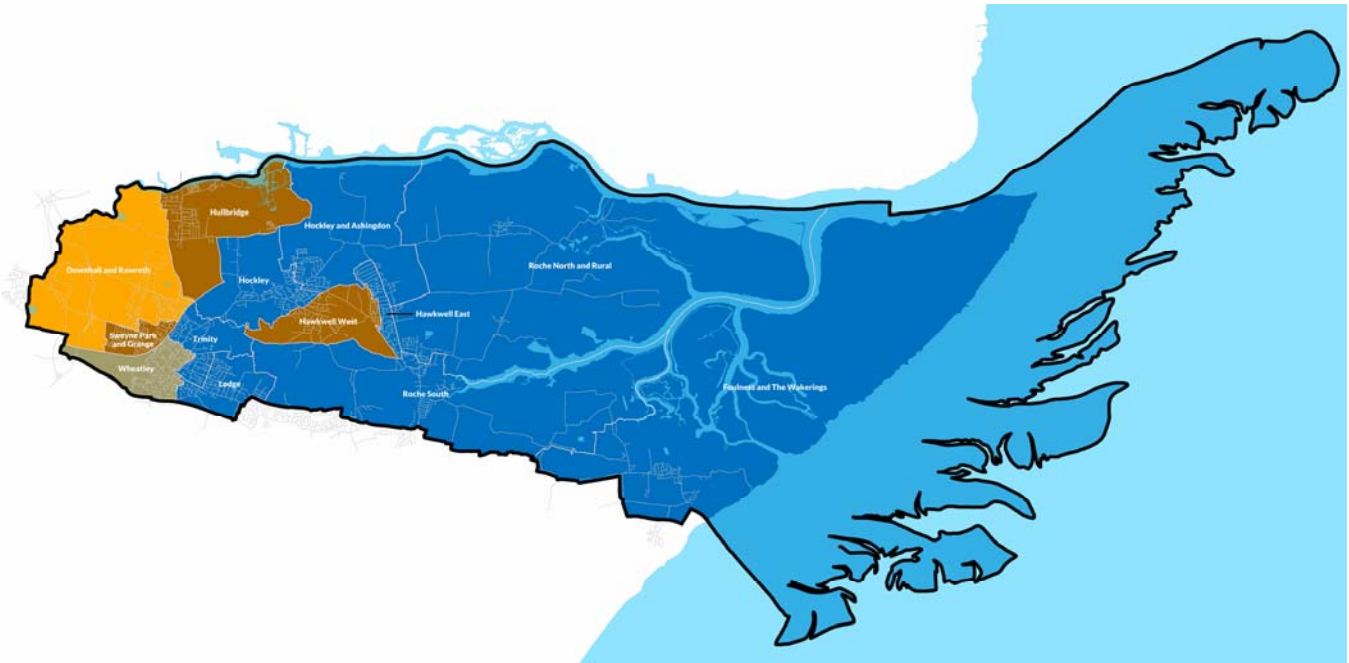 Hullbridge
Hockley and Ashingdon
Downhall and Rawreth
Roche North and Rural
Hockley
Hawkwell East
Hawkwell West
Sweyne Park
and Grange
Trinity
Wheatley
Lodge
Roche South
Foulness and The Wakerings